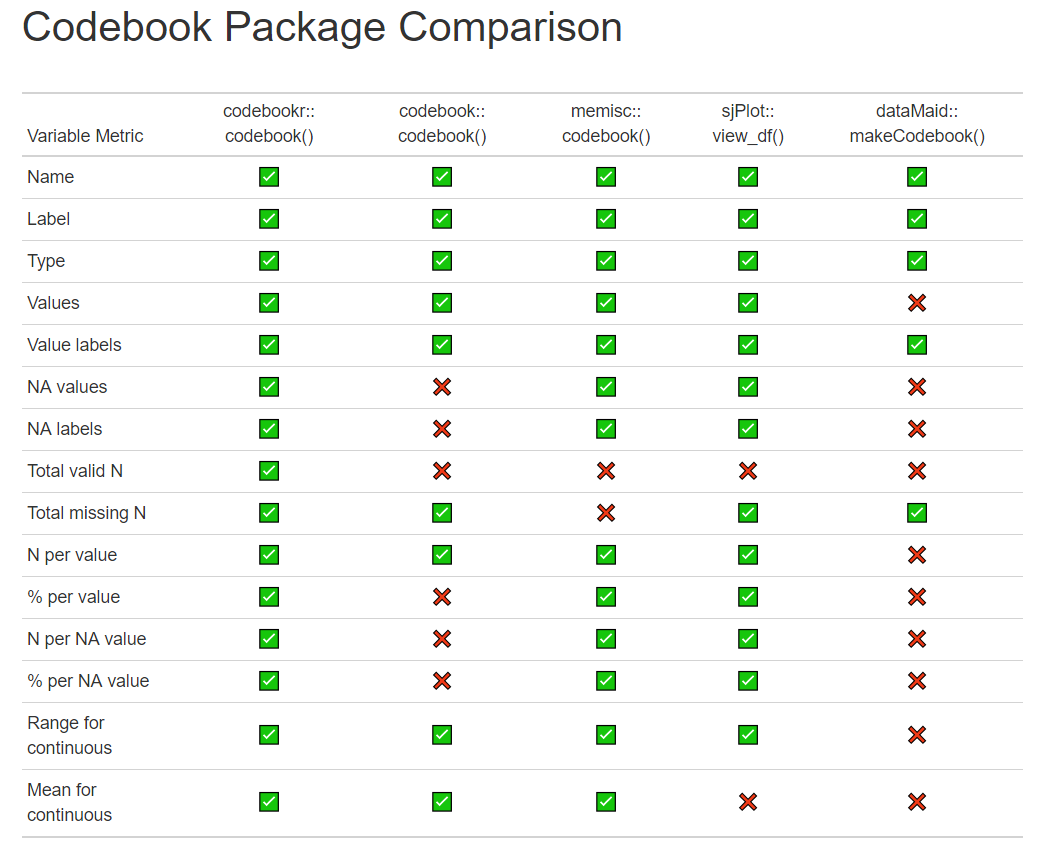 Codebook Package Comparison
codebookr:: codebook:: memisc:: sjPlot:: dataMaid::
Variable Metric codebook() codebook() codebook() view_df() makeCodebook()
Name ✅ ✅ ✅ ✅ ✅
Label ✅ ✅ ✅ ✅ ✅
Type ✅ ✅ ✅ ✅ ✅
Values ✅ ✅ ✅ ✅ ❌
Value labels ✅ ✅ ✅ ✅ ✅
NA values ✅ ❌ ✅ ✅ ❌
NA labels ✅ ❌ ✅ ✅ ❌
Total valid N ✅ ❌ ❌ ❌ ❌
Total missing N ✅ ✅ ❌ ✅ ✅
N per value ✅ ✅ ✅ ✅ ❌
% per value ✅ ❌ ✅ ✅ ❌
N per NA value ✅ ❌ ✅ ✅ ❌
% per NA value ✅ ❌ ✅ ✅ ❌
Range for
continuous ✅ ✅ ✅ ✅ ❌
Mean for
continuous ✅ ✅ ✅ ❌ ❌